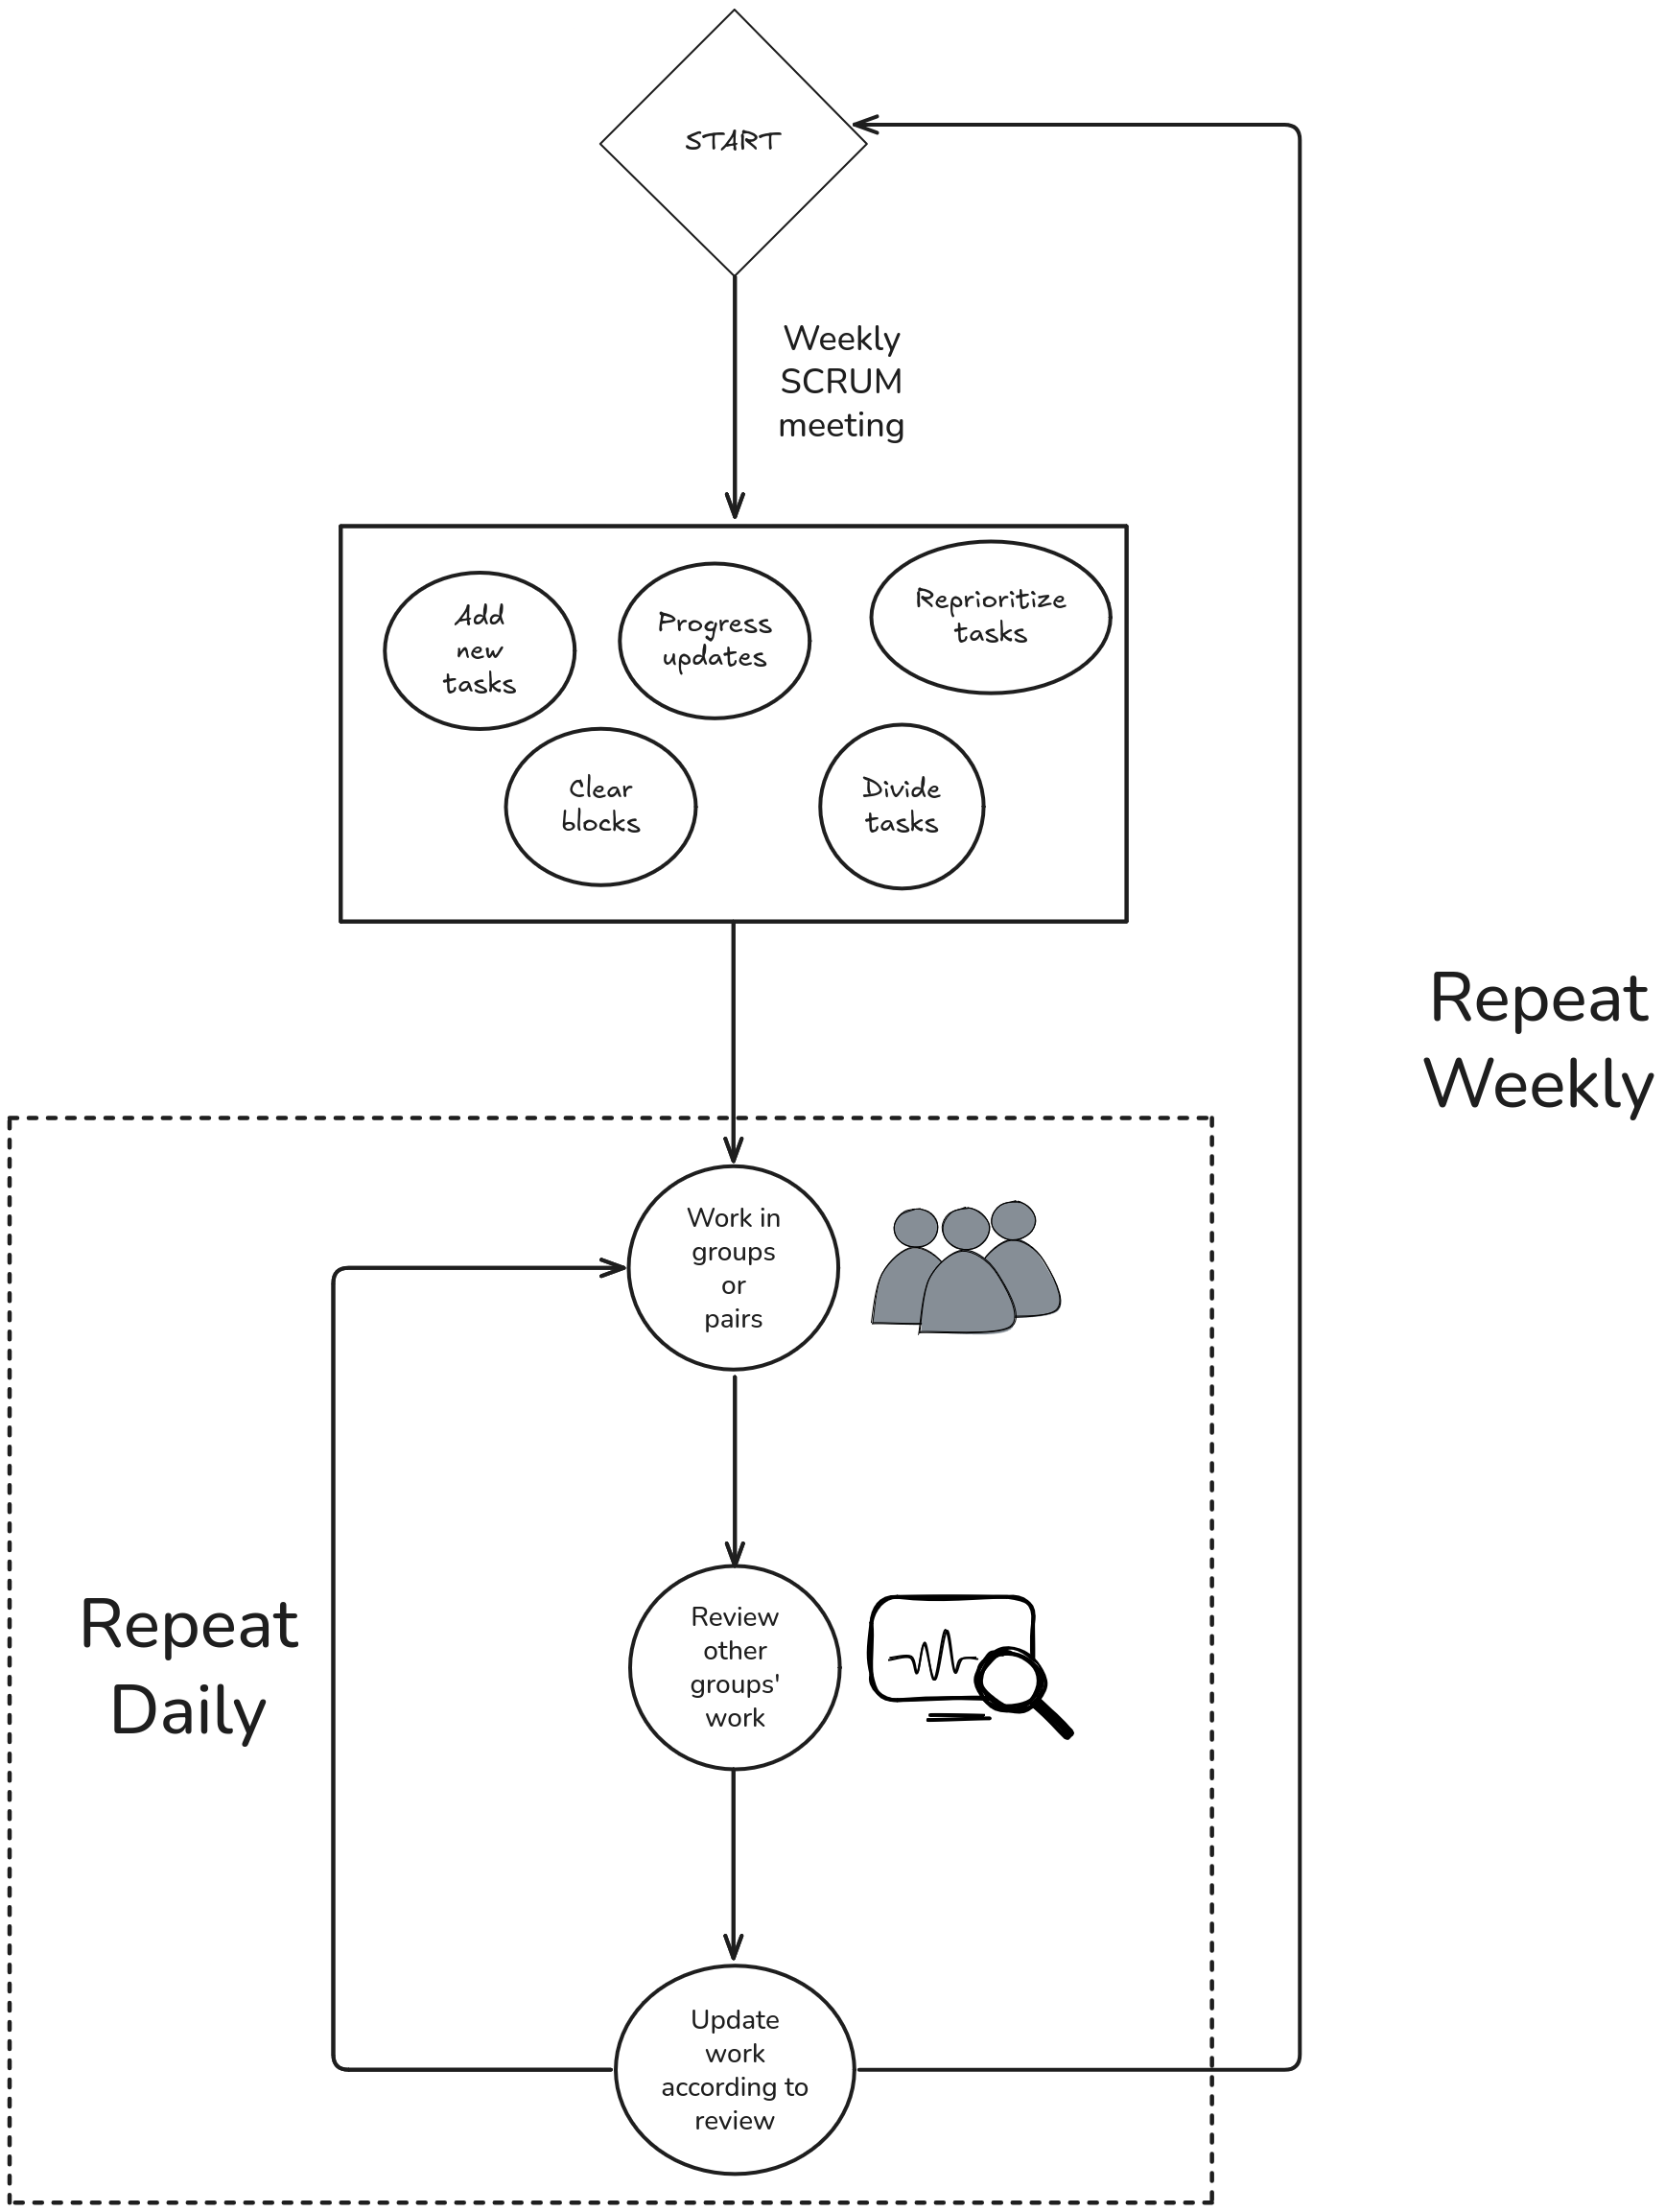 START
Weekly
SCRUM
meeting
Add
new
tasks
Progress
updates
Reprioritize
tasks
Clear
blocks
Divide
tasks
Repeat
Weekly
Work in
groups
or
pairs
Repeat
Daily
Review
other
groups'
work
Update
work
according to
review